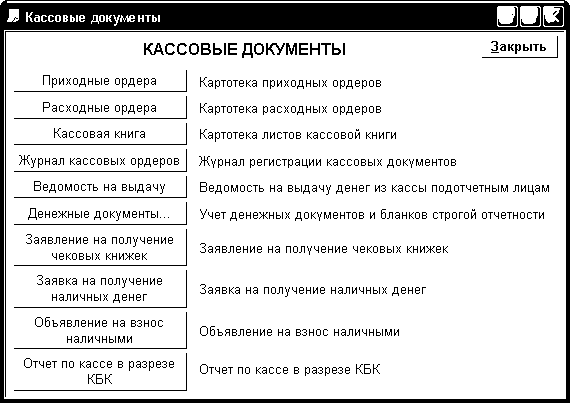 Кассовые документы
КАССОВЫЕ ДОКУМЕНТЫ
Закрыть
Приходные ордера
Картотека приходных ордеров
Расходные ордера
Картотека расходных ордеров
Кассовая книга
Картотека листов кассовой книги
Журнал кассовых ордеров
Журнал регистрации кассовых документов
Ведомость на выдачу
Ведомость на выдачу денег из кассы подотчетным лицам
Денежные документы...
Учет денежных документов и бланков строгой отчетности
Заявление на получение
чековых книжек
Заявление на получение чековых книжек
Заявка на получение
наличных денег
Заявка на получение наличных денег
Объявление на взнос
наличными
Объявление на взнос наличными
Отчет по кассе в разрезе
КБК
Отчет по кассе в разрезе КБК